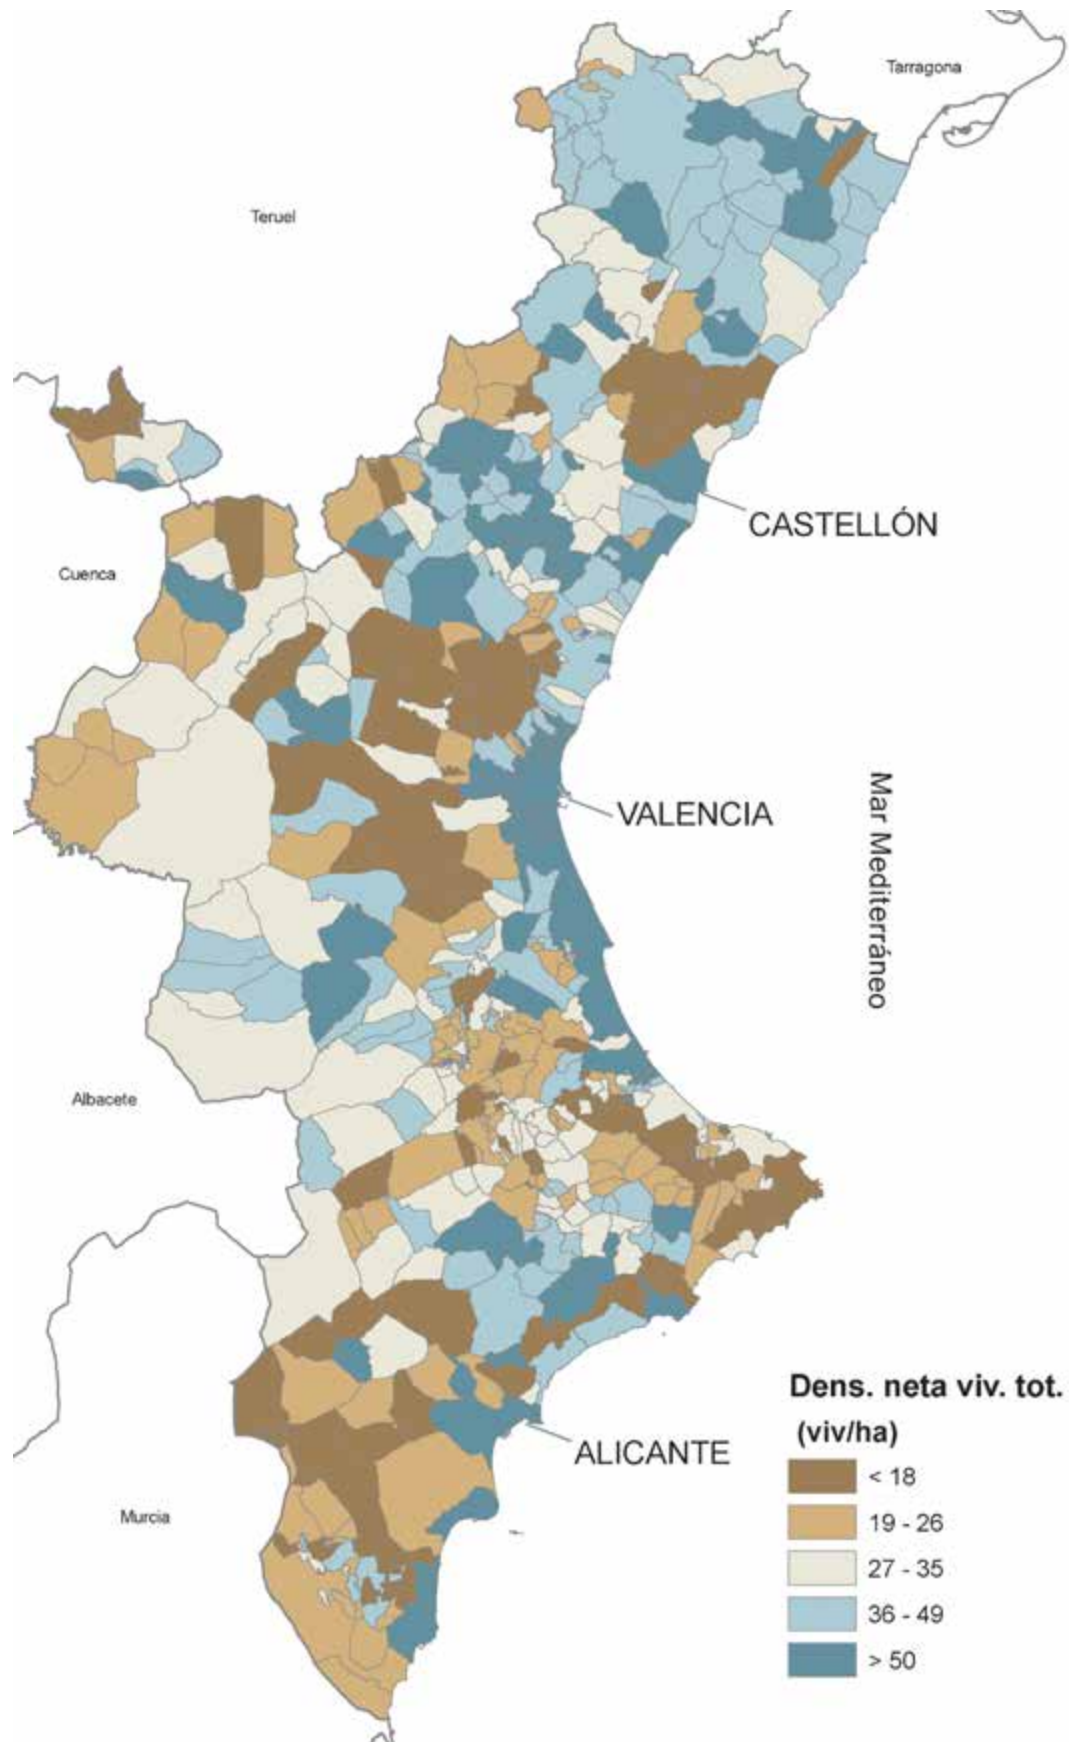 Tarragona
Teruel
CASTELLÓN
Cuenca
VALENCIA
Mar Mediterráneo
Albacete
Dens. neta viv. tot.
(viv/ha)
ALICANTE
< 18
Murcia
19 - 26
27 - 35
36 - 49
> 50